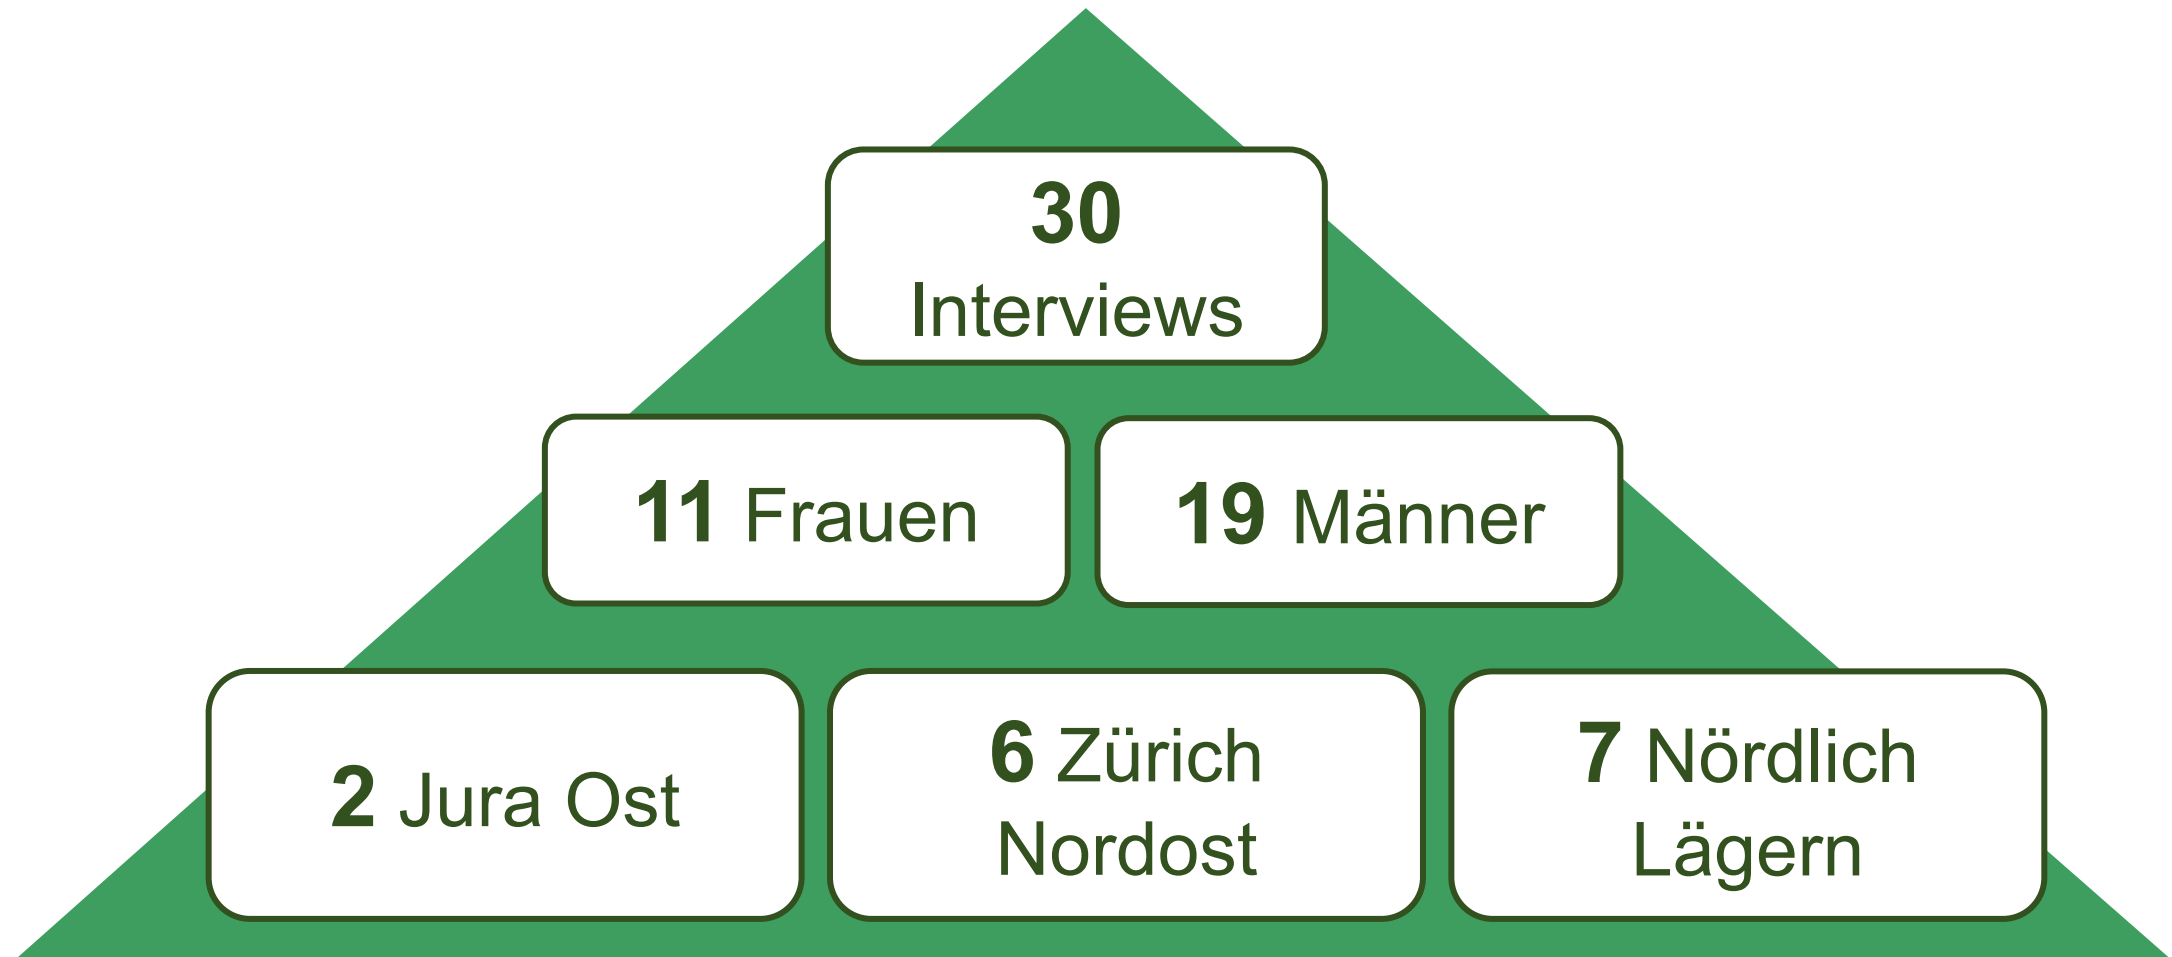 30
Interviews
11 Frauen
19 Männer
2 Jura Ost
6 Zürich
Nordost
7 Nördlich
Lägern